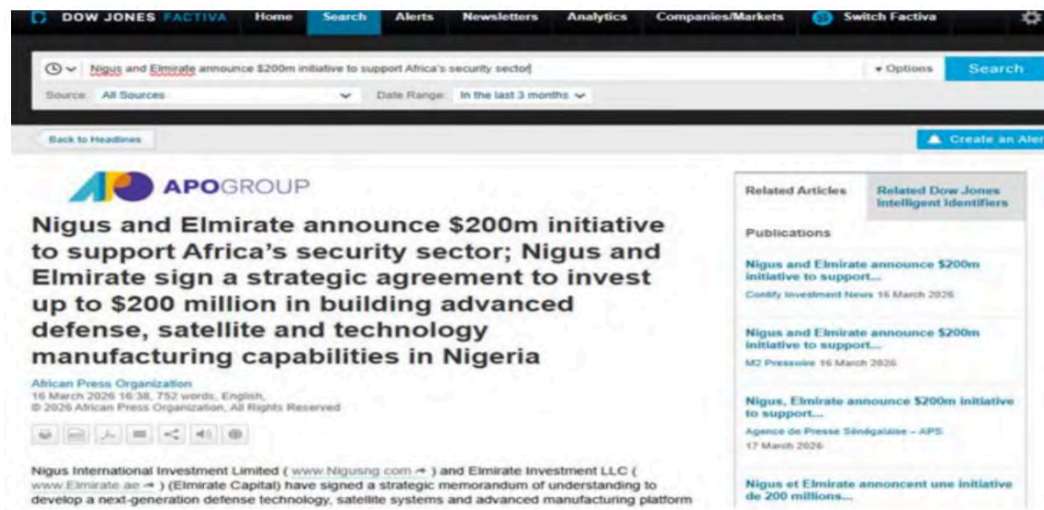 DOW JONES FACTIVA Home Search Alerts Newsletters Analytics Companies/Markets Switch Factiva
Nigus and Elmirate announce $200m initiative to support Africa's security sector Options Search
Source: All Sources Date Range: In the last 3 months
Back to Headlines Create an Aler
APOGROUP
Nigus and Elmirate announce $200m initiative
to support Africa's security sector; Nigus and
Elmirate sign a strategic agreement to invest
up to $200 million in building advanced
defense, satellite and technology
manufacturing capabilities in Nigeria
African Press Organization
16 March 2026 16:38, 752 words, English,
© 2026 African Press Organization, All Rights Reserved
Nigus International Investment Limited ( www.Nigusng.com ) and Elmirate Investment LLC (
www.Elmirate.ae ) (Elmirate Capital) have signed a strategic memorandum of understanding to
develop a next-generation defense technology, satellite systems and advanced manufacturing platform
Related Articles
Related Dow Jones
Intelligent Identifiers
Publications
Nigus and Elmirate announce $200m
initiative to support...
Contify Investment News 16 March 2026
Nigus and Elmirate announce $200m
initiative to support...
M2 Presswire 16 March 2026
Nigus, Elmirate announce $200m initiative
to support...
Agence de Presse Sénégalaise – APS
17 March 2026
Nigus et Elmirate annoncent une initiative
de 200 millions...